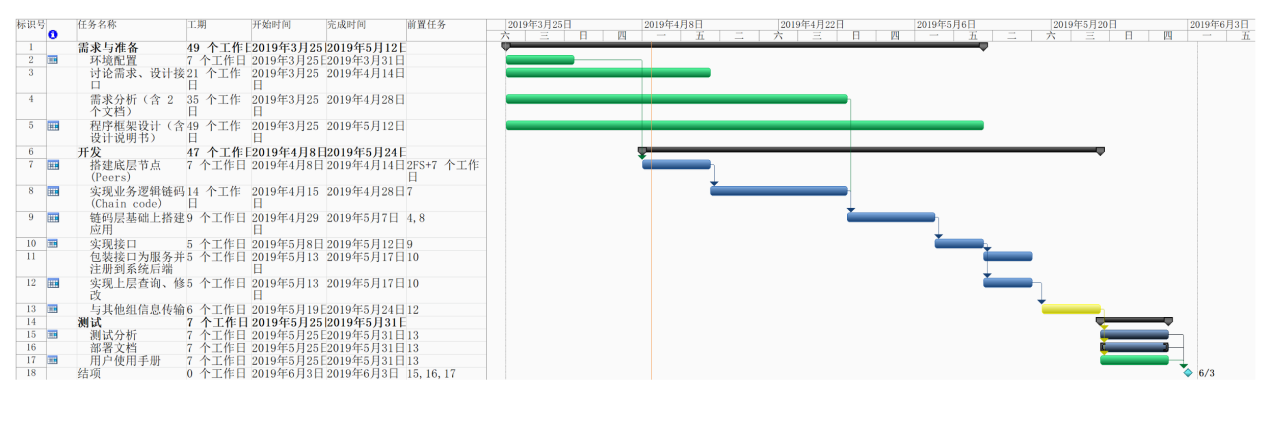 标识号 任务名称 工期 开始时间 完成时间 前置任务 2019年3月25日 2019年4月8日 2019年4月22日 2019年5月6日 2019年5月20日 2019年6月3日
六 三 日 四 一 五 二 六 三 日 四 一 五 二 六 三 日 四 一 五
1 需求与准备 49 个工作日 2019年3月25日 2019年5月12日
2 环境配置 7 个工作日 2019年3月25日 2019年3月31日
3 讨论需求、设计接 21 个工作 2019年3月25 2019年4月14日
口 日 日
4 需求分析（含 2 35 个工作 2019年3月25 2019年4月28日
个文档） 日 日
5 程序框架设计（含 49 个工作 2019年3月25 2019年5月12日
设计说明书） 日 日
6 开发 47 个工作日 2019年4月8日 2019年5月24日
7 搭建底层节点 7 个工作日 2019年4月8日 2019年4月14日 2FS+7 个工作
(Peers) 日
8 实现业务逻辑链码 14 个工作 2019年4月15 2019年4月28日 7
(Chain code) 日 日
9 链码层基础上搭建 9 个工作日 2019年4月29 2019年5月7日 4,8
应用 日
10 实现接口 5 个工作日 2019年5月8日 2019年5月12日 9
11 包装接口为服务并 5 个工作日 2019年5月13 2019年5月17日 10
注册到系统后端 日
12 实现上层查询、修 5 个工作日 2019年5月13 2019年5月17日 10
改 日
13 与其他组信息传输 6 个工作日 2019年5月19日 2019年5月24日 12
14 测试 7 个工作日 2019年5月25日 2019年5月31日
15 测试分析 7 个工作日 2019年5月25日 2019年5月31日 13
16 部署文档 7 个工作日 2019年5月25日 2019年5月31日 13
17 用户使用手册 7 个工作日 2019年5月25日 2019年5月31日 13
18 结项 0 个工作日 2019年6月3日 2019年6月3日 15,16,17 6/3